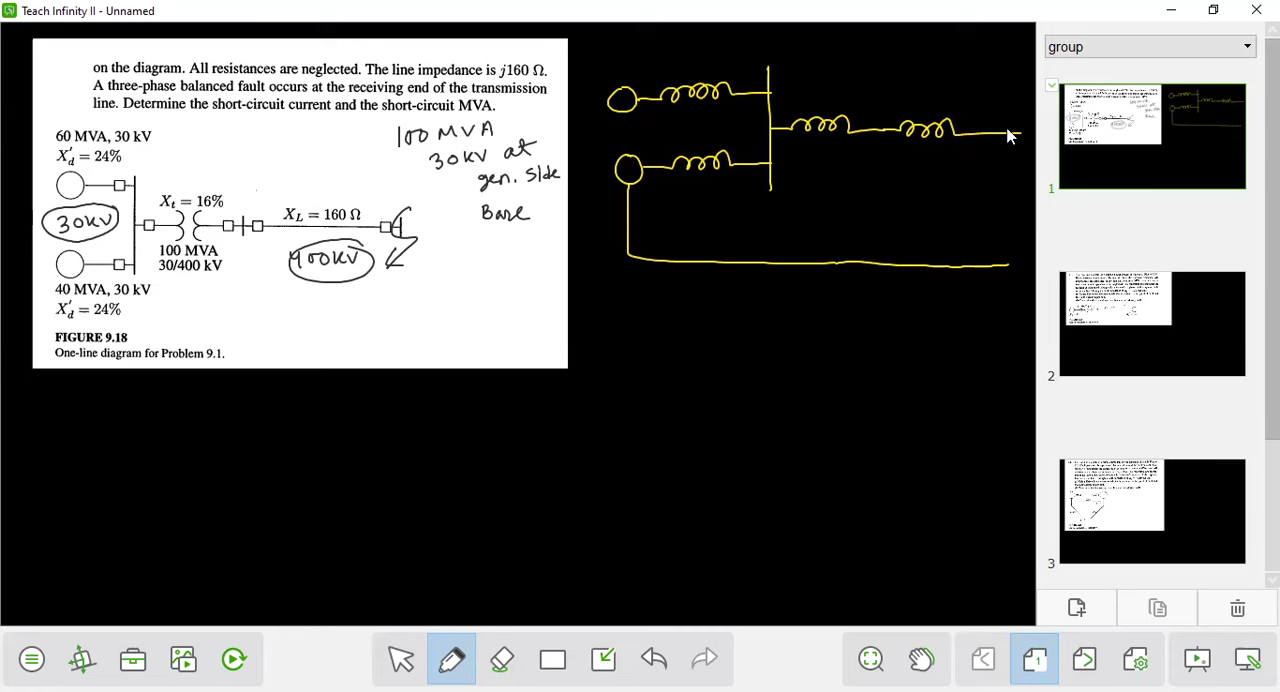 Teach Infinity II - Unnamed
on the diagram. All resistances are neglected. The line impedance is j160 Ω.
A three-phase balanced fault occurs at the receiving end of the transmission
line. Determine the short-circuit current and the short-circuit MVA.
60 MVA, 30 kV
X′d = 24%
100 MVA
30KV at
gen. Side
Base
30KV
Xt = 16%
XL = 160 Ω
400KV
100 MVA
30/400 kV
40 MVA, 30 kV
X′d = 24%
FIGURE 9.18
One-line diagram for Problem 9.1.
group
1
2
3
1